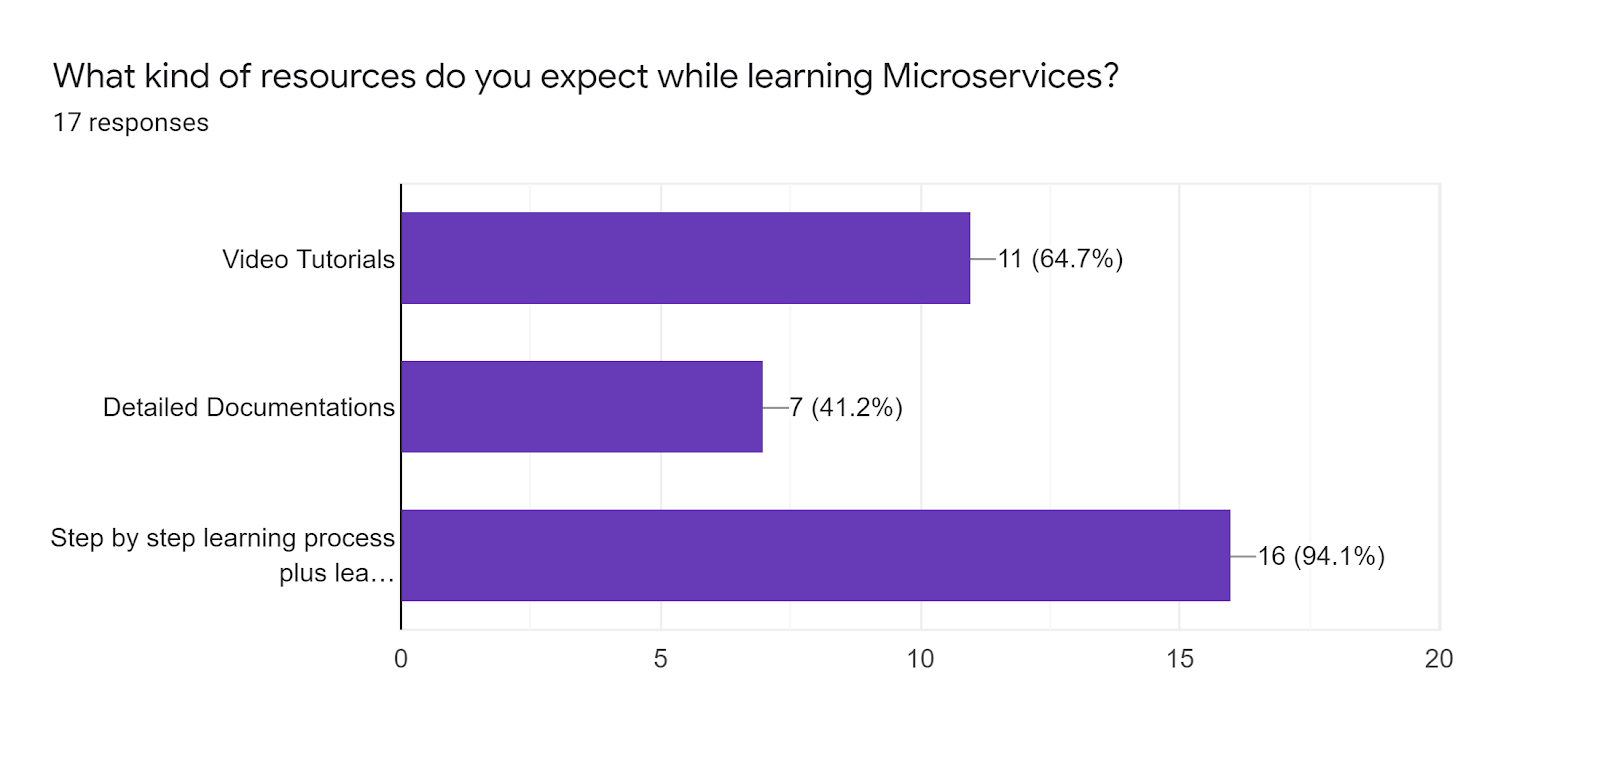 What kind of resources do you expect while learning Microservices?
17 responses
Video Tutorials
11 (64.7%)
Detailed Documentations
7 (41.2%)
Step by step learning process
plus lea…
16 (94.1%)
0 5 10 15 20